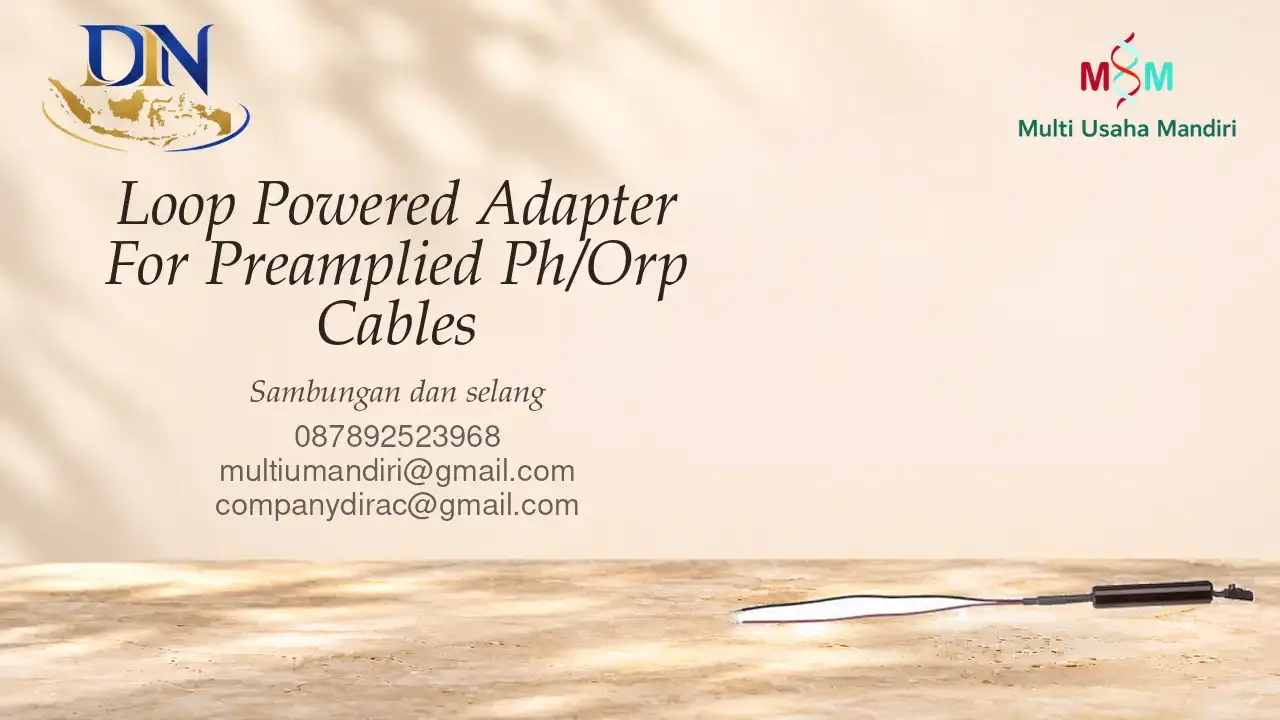 DIN
M M
Multi Usaha Mandiri
Loop Powered Adapter
For Preamplied Ph/Orp
Cables
Sambungan dan selang
087892523968
multiumandiri@gmail.com
companydirac@gmail.com